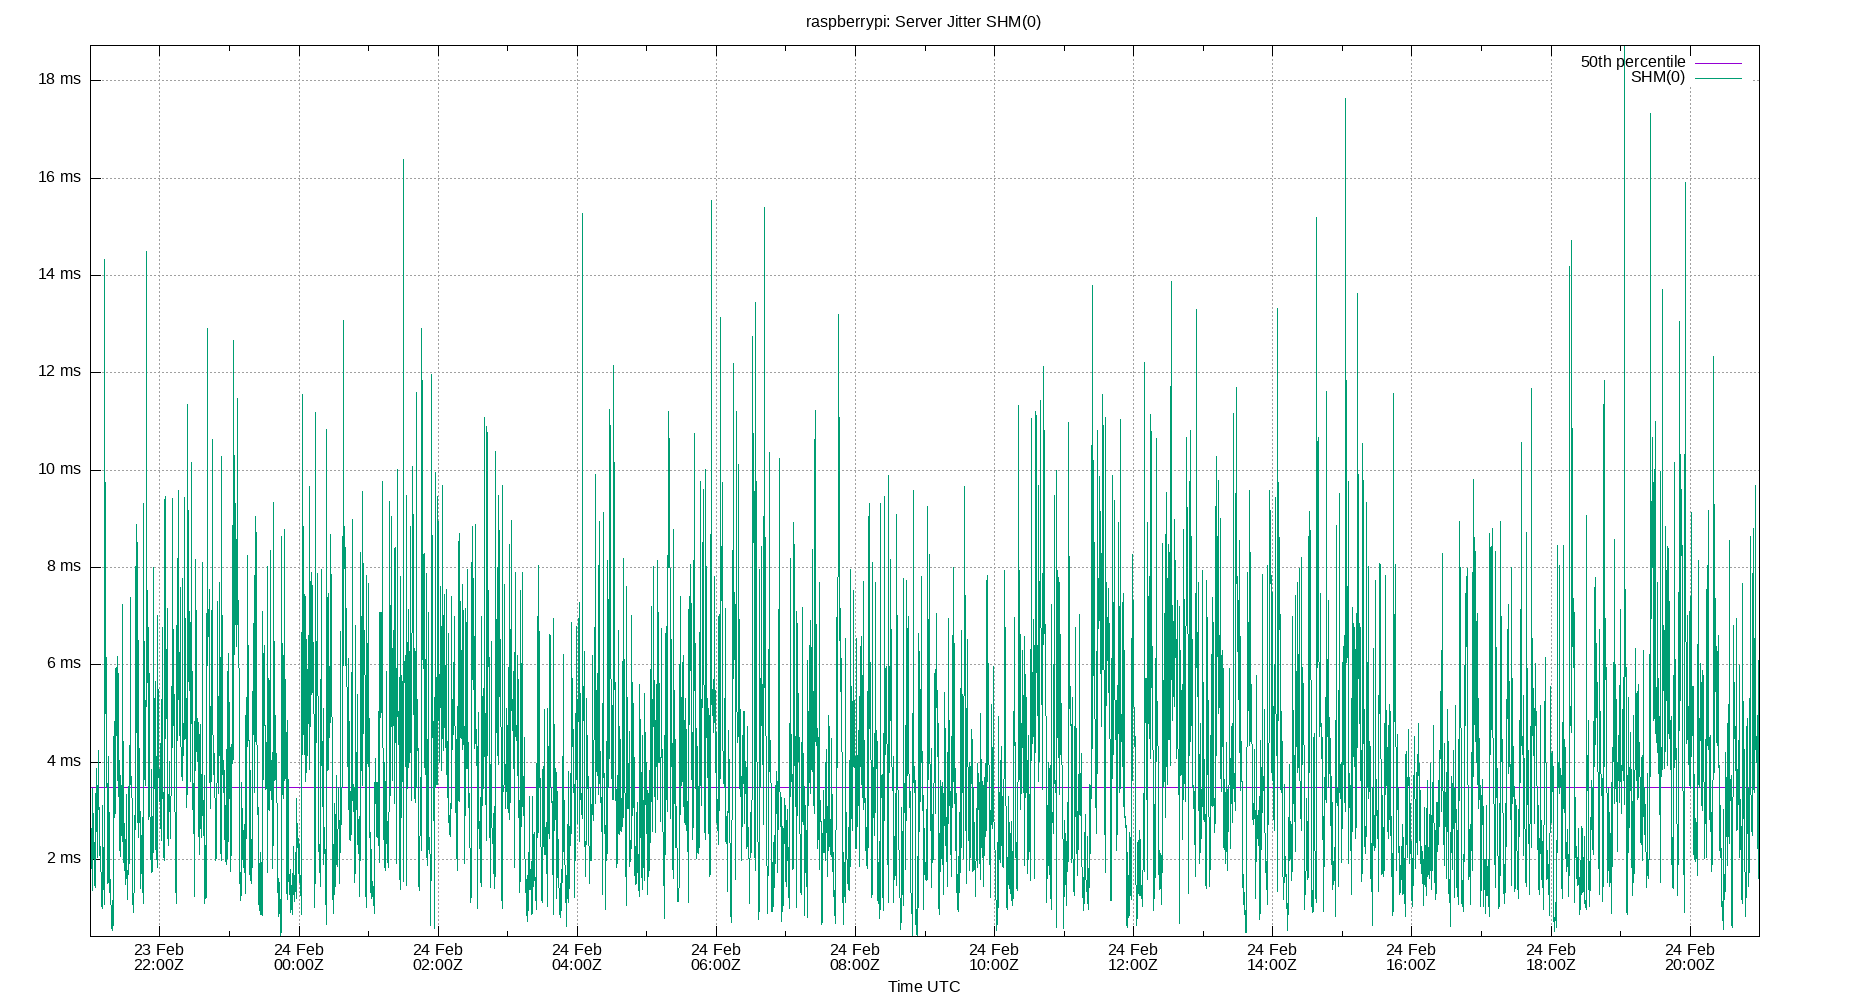 raspberrypi: Server Jitter SHM(0)
50th percentile
SHM(0)
18 ms
16 ms
14 ms
12 ms
10 ms
8 ms
6 ms
4 ms
2 ms
23 Feb 24 Feb 24 Feb 24 Feb 24 Feb 24 Feb 24 Feb 24 Feb 24 Feb 24 Feb 24 Feb 24 Feb
22:00Z 00:00Z 02:00Z 04:00Z 06:00Z 08:00Z 10:00Z 12:00Z 14:00Z 16:00Z 18:00Z 20:00Z
Time UTC